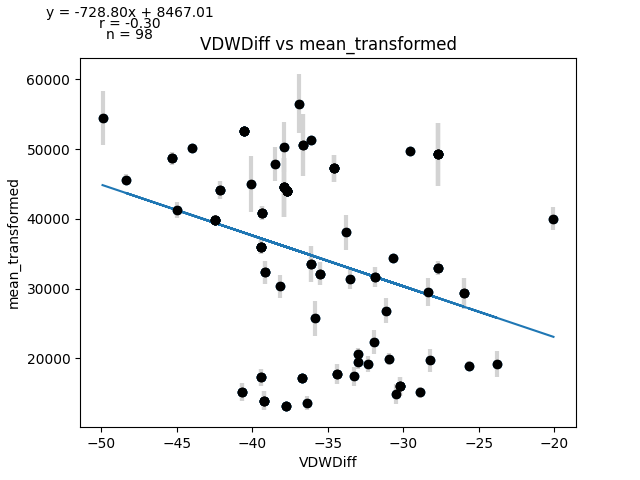 y = -728.80x + 8467.01
r = -0.30
n = 98
VDWDiff vs mean_transformed
60000
50000
40000
30000
20000
mean_transformed
−50
−45
−40
−35
−30
−25
−20
VDWDiff